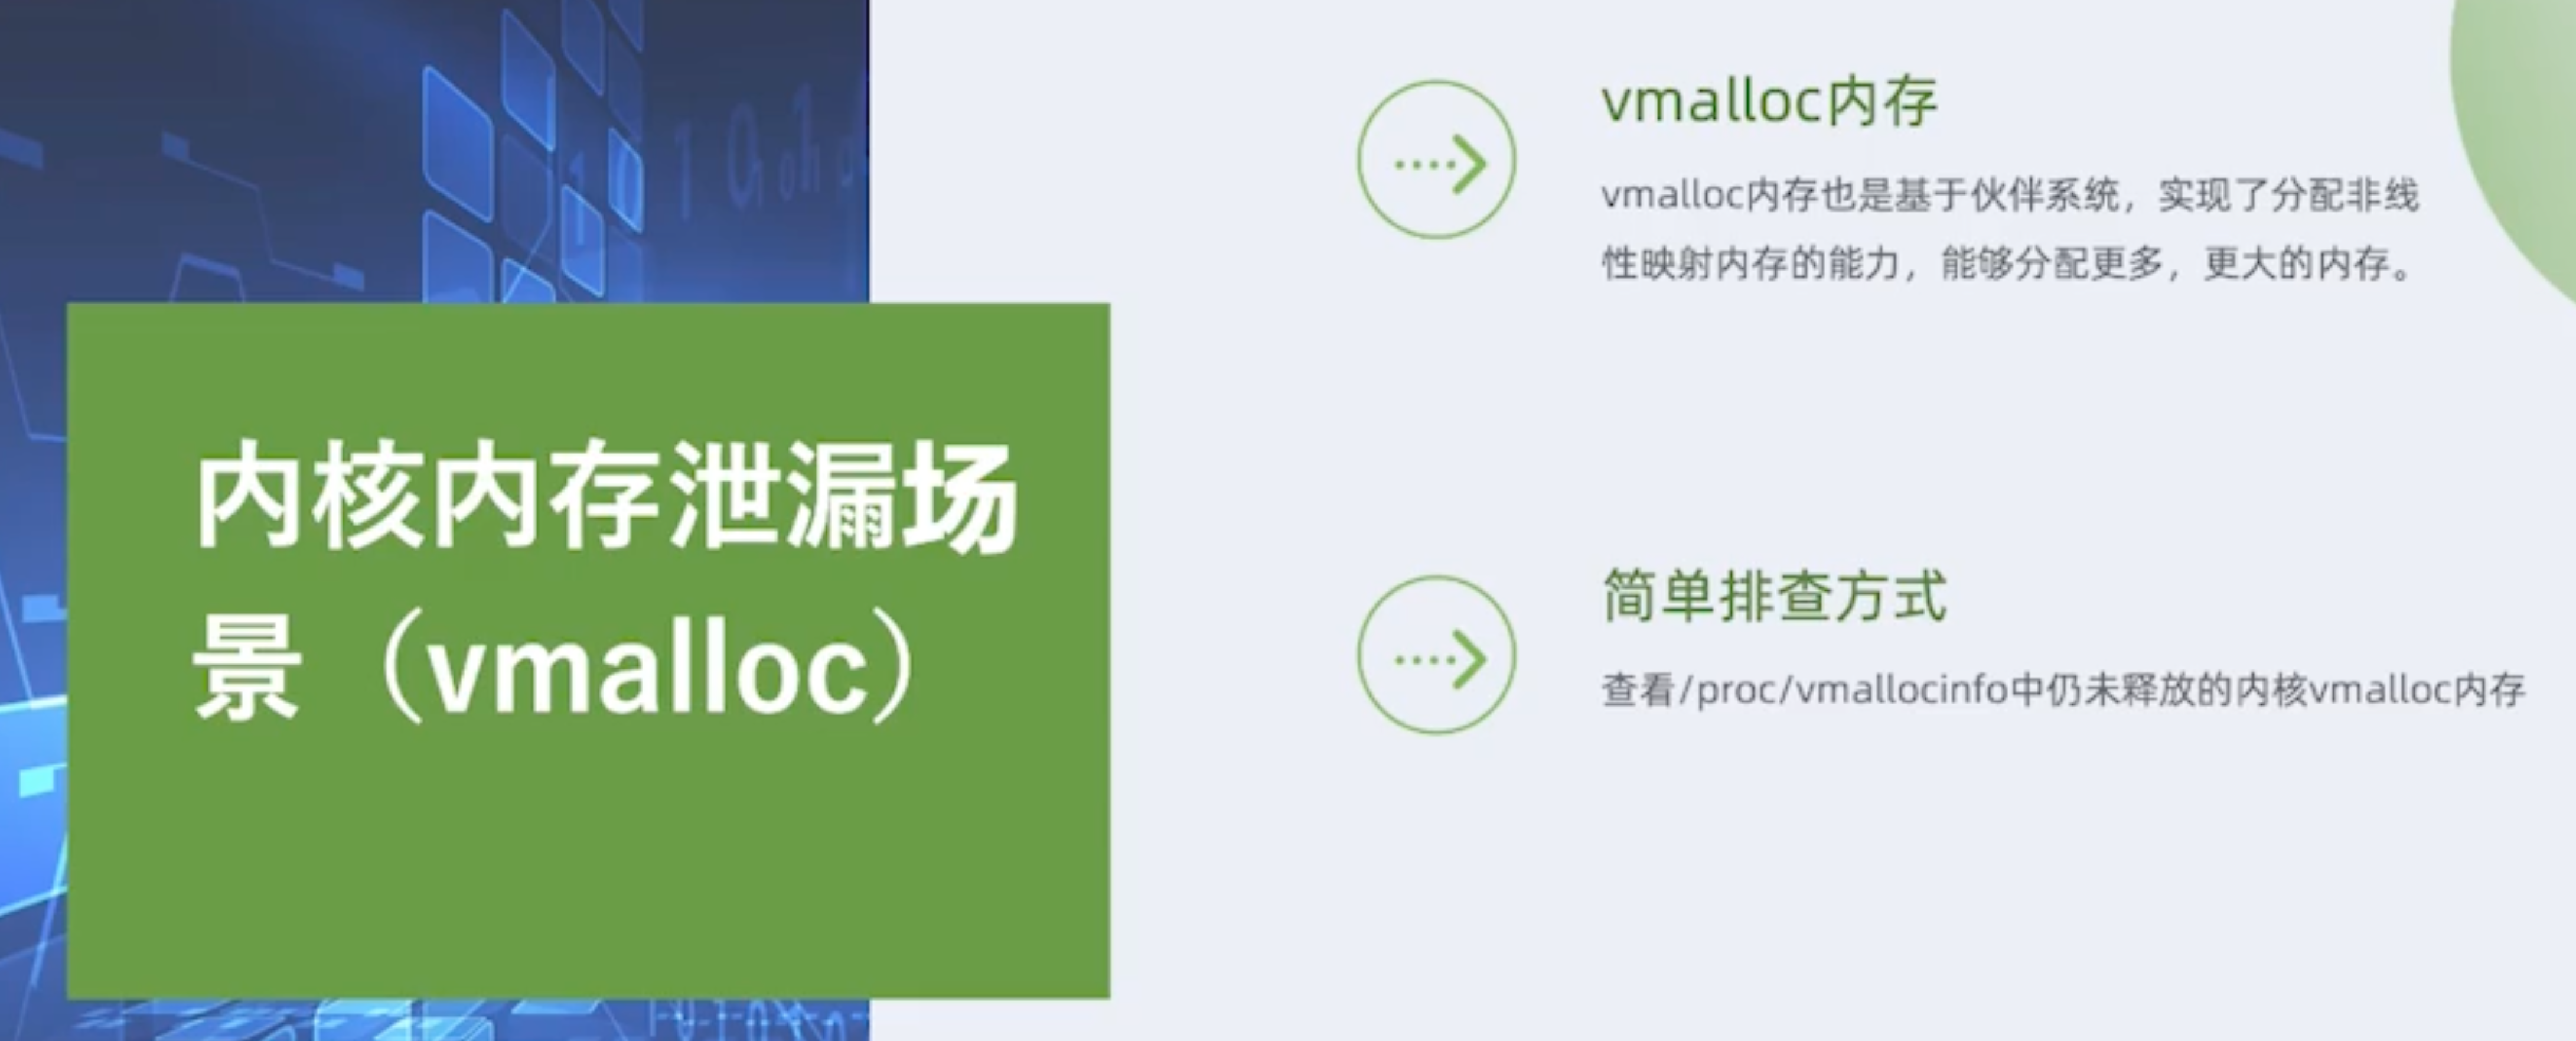 内核内存泄漏场
景（vmalloc）
vmalloc内存
vmalloc内存也是基于伙伴系统，实现了分配非线
性映射内存的能力，能够分配更多，更大的内存。
简单排查方式
查看/proc/vmallocinfo中仍未释放的内核vmalloc内存